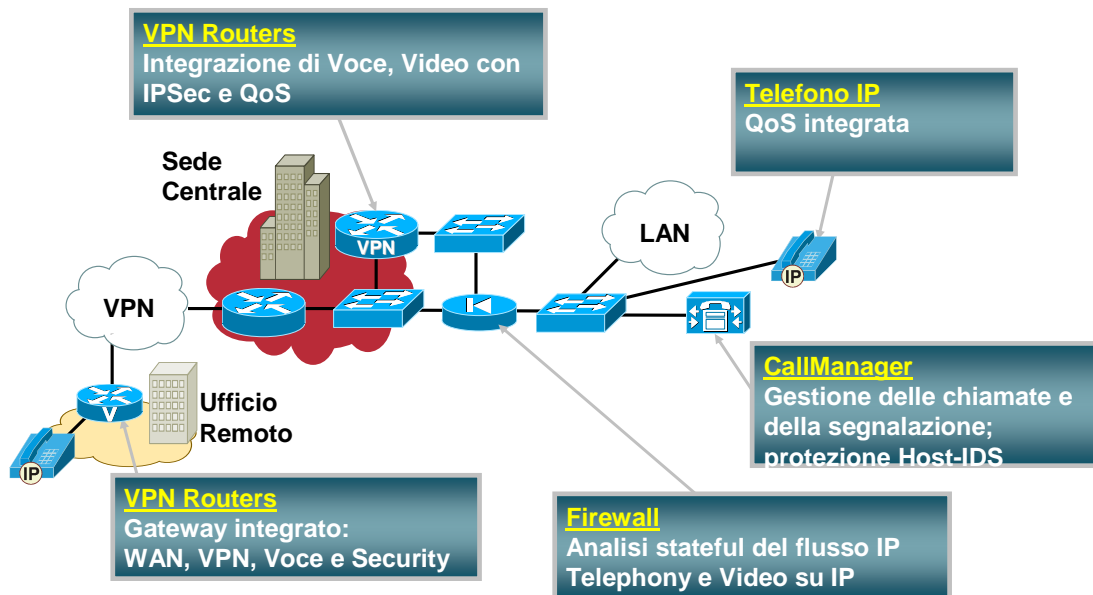 VPN Routers
Integrazione di Voce, Video con
IPSec e QoS
Telefono IP
QoS integrata
Sede
Centrale
VPN
LAN
IP
VPN
V
Ufficio
Remoto
IP
CallManager
Gestione delle chiamate e
della segnalazione;
protezione Host-IDS
VPN Routers
Gateway integrato:
WAN, VPN, Voce e Security
Firewall
Analisi stateful del flusso IP
Telephony e Video su IP